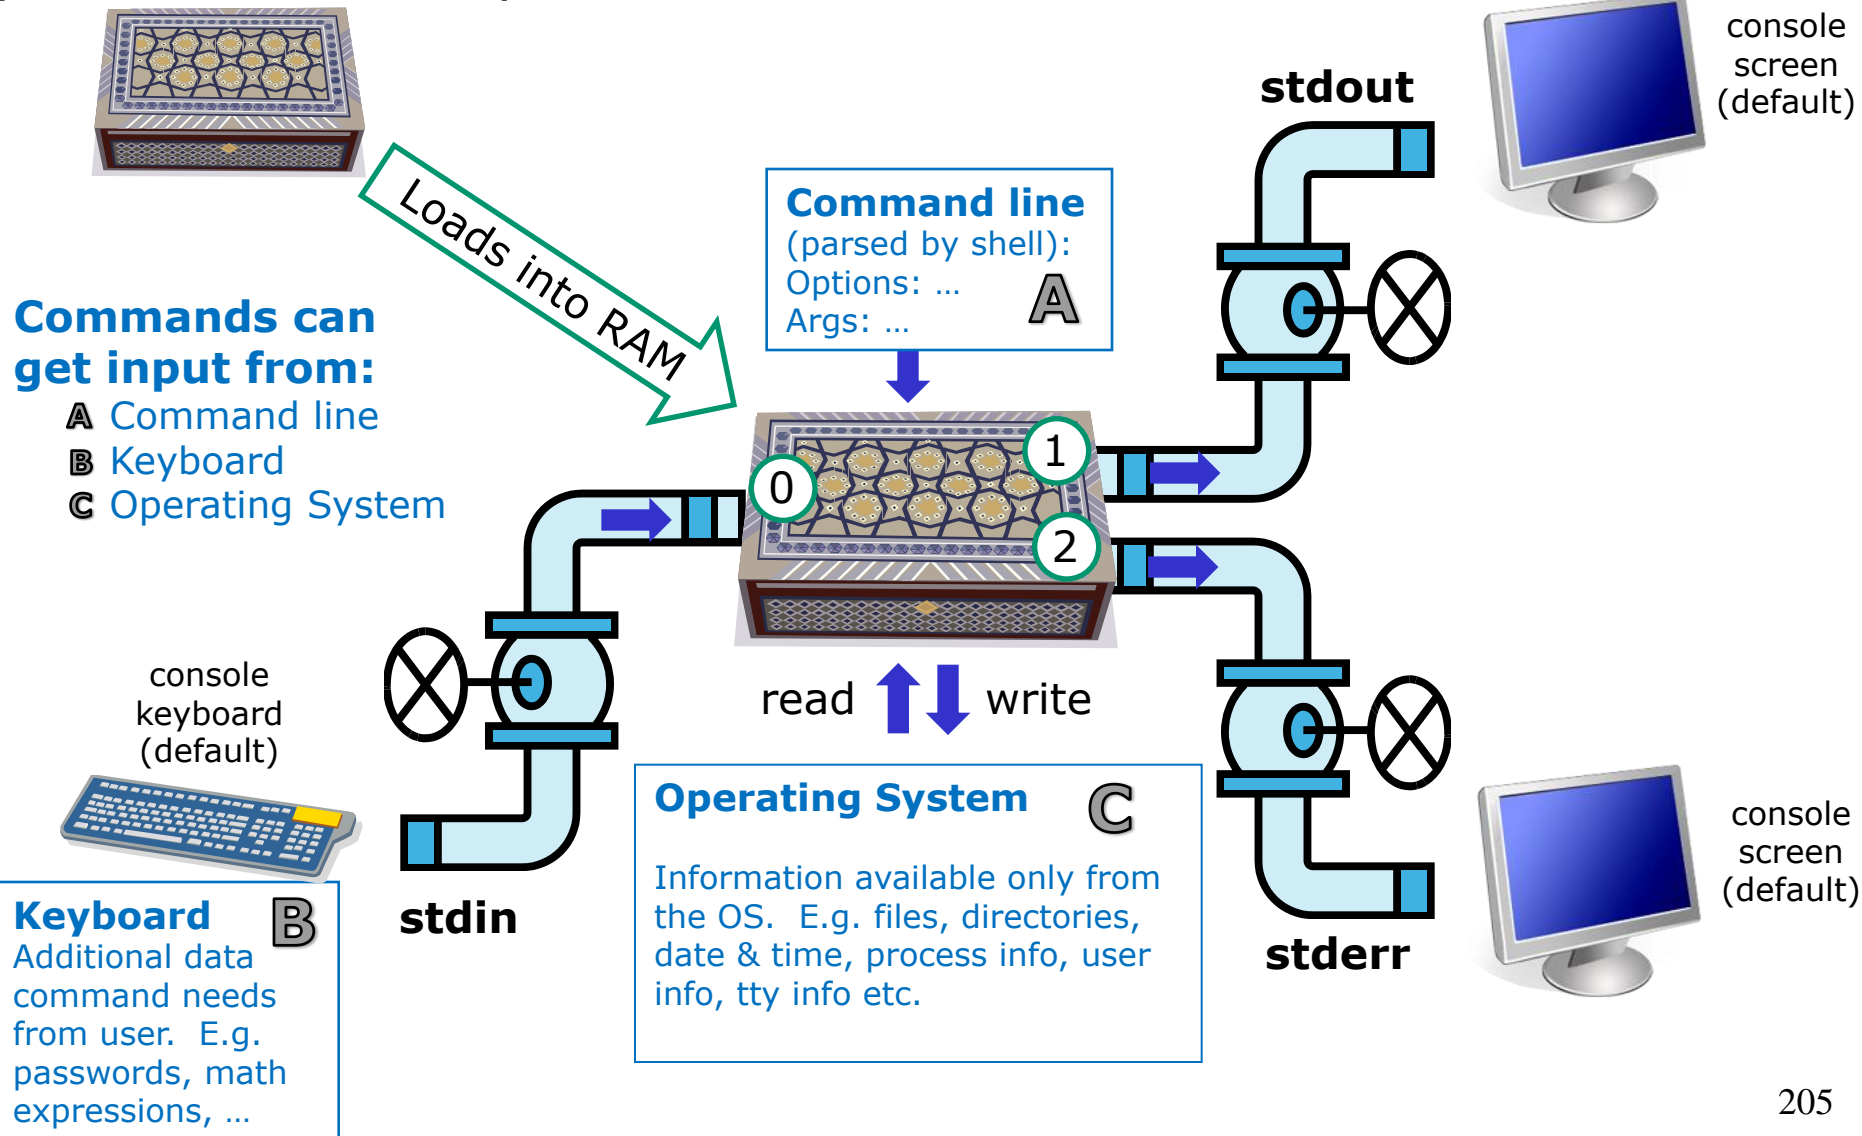 console
screen
(default)
stdout
Loads into RAM
Command line
(parsed by shell):
Options: …
Args: …
A
Commands can
get input from:
A Command line
B Keyboard
C Operating System
0
1
2
console
keyboard
(default)
read
write
stdin
Keyboard
B
Additional data
command needs
from user. E.g.
passwords, math
expressions, …
Operating System
C
Information available only from
the OS. E.g. files, directories,
date & time, process info, user
info, tty info etc.
stderr
console
screen
(default)
205